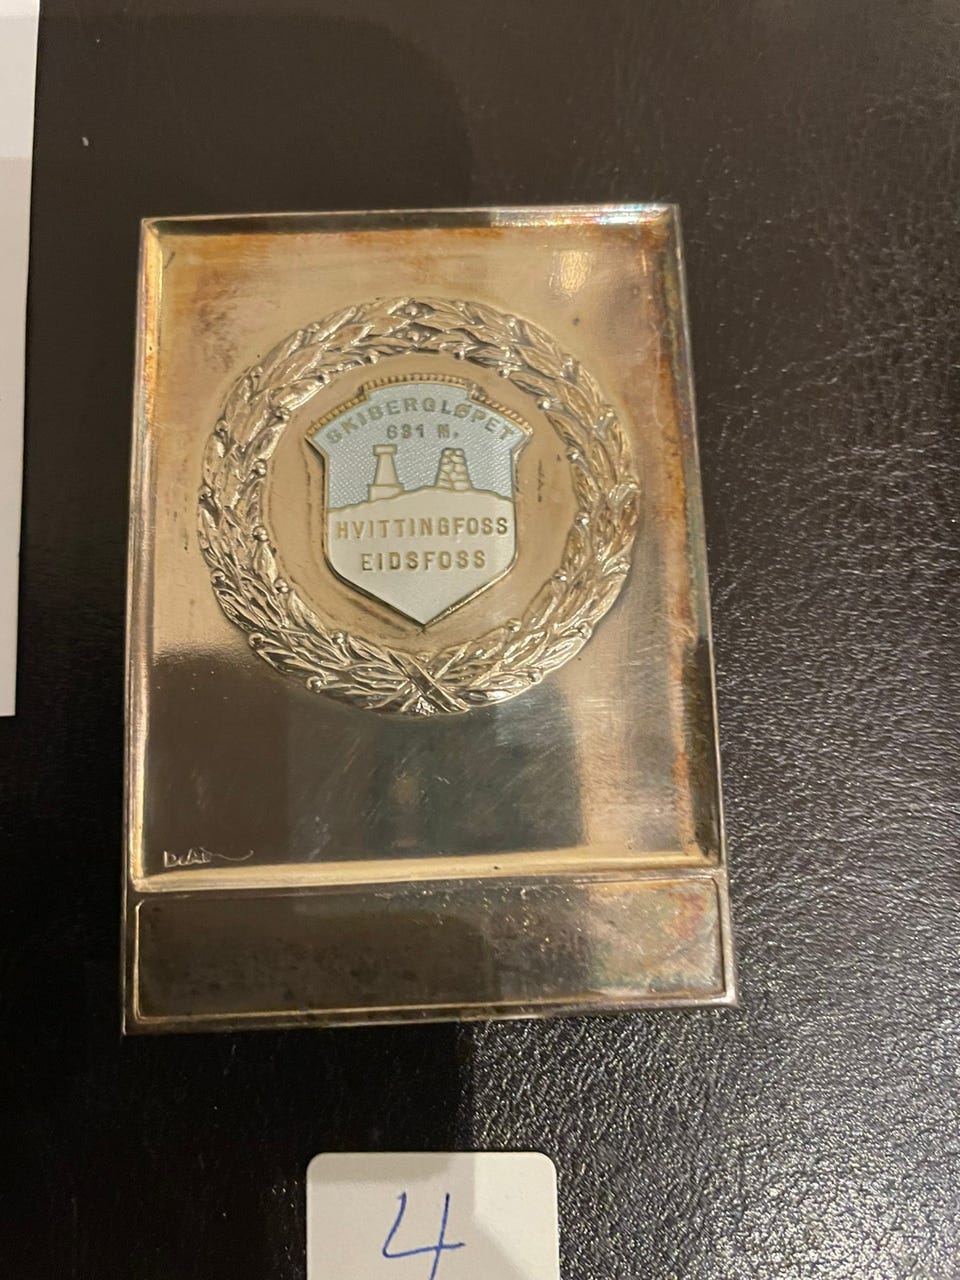 SKIBERGLØPET
631 M.
HVITTINGFOSS
EIDSFOSS
4